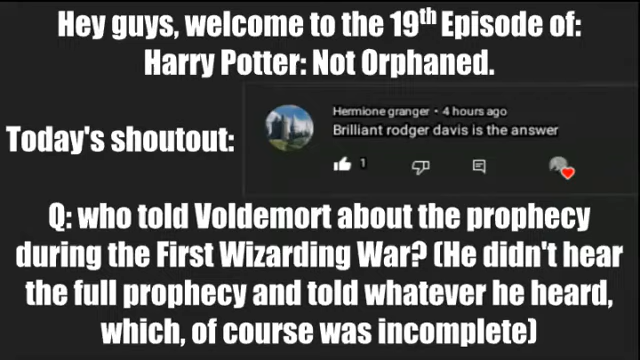 Hey guys, welcome to the 19th Episode of:
Harry Potter: Not Orphaned.
Today's shoutout:
Hermione granger • 4 hours ago
Brilliant rodger davis is the answer
1
Q: who told Voldemort about the prophecy
during the First Wizarding War? (He didn't hear
the full prophecy and told whatever he heard,
which, of course was incomplete)